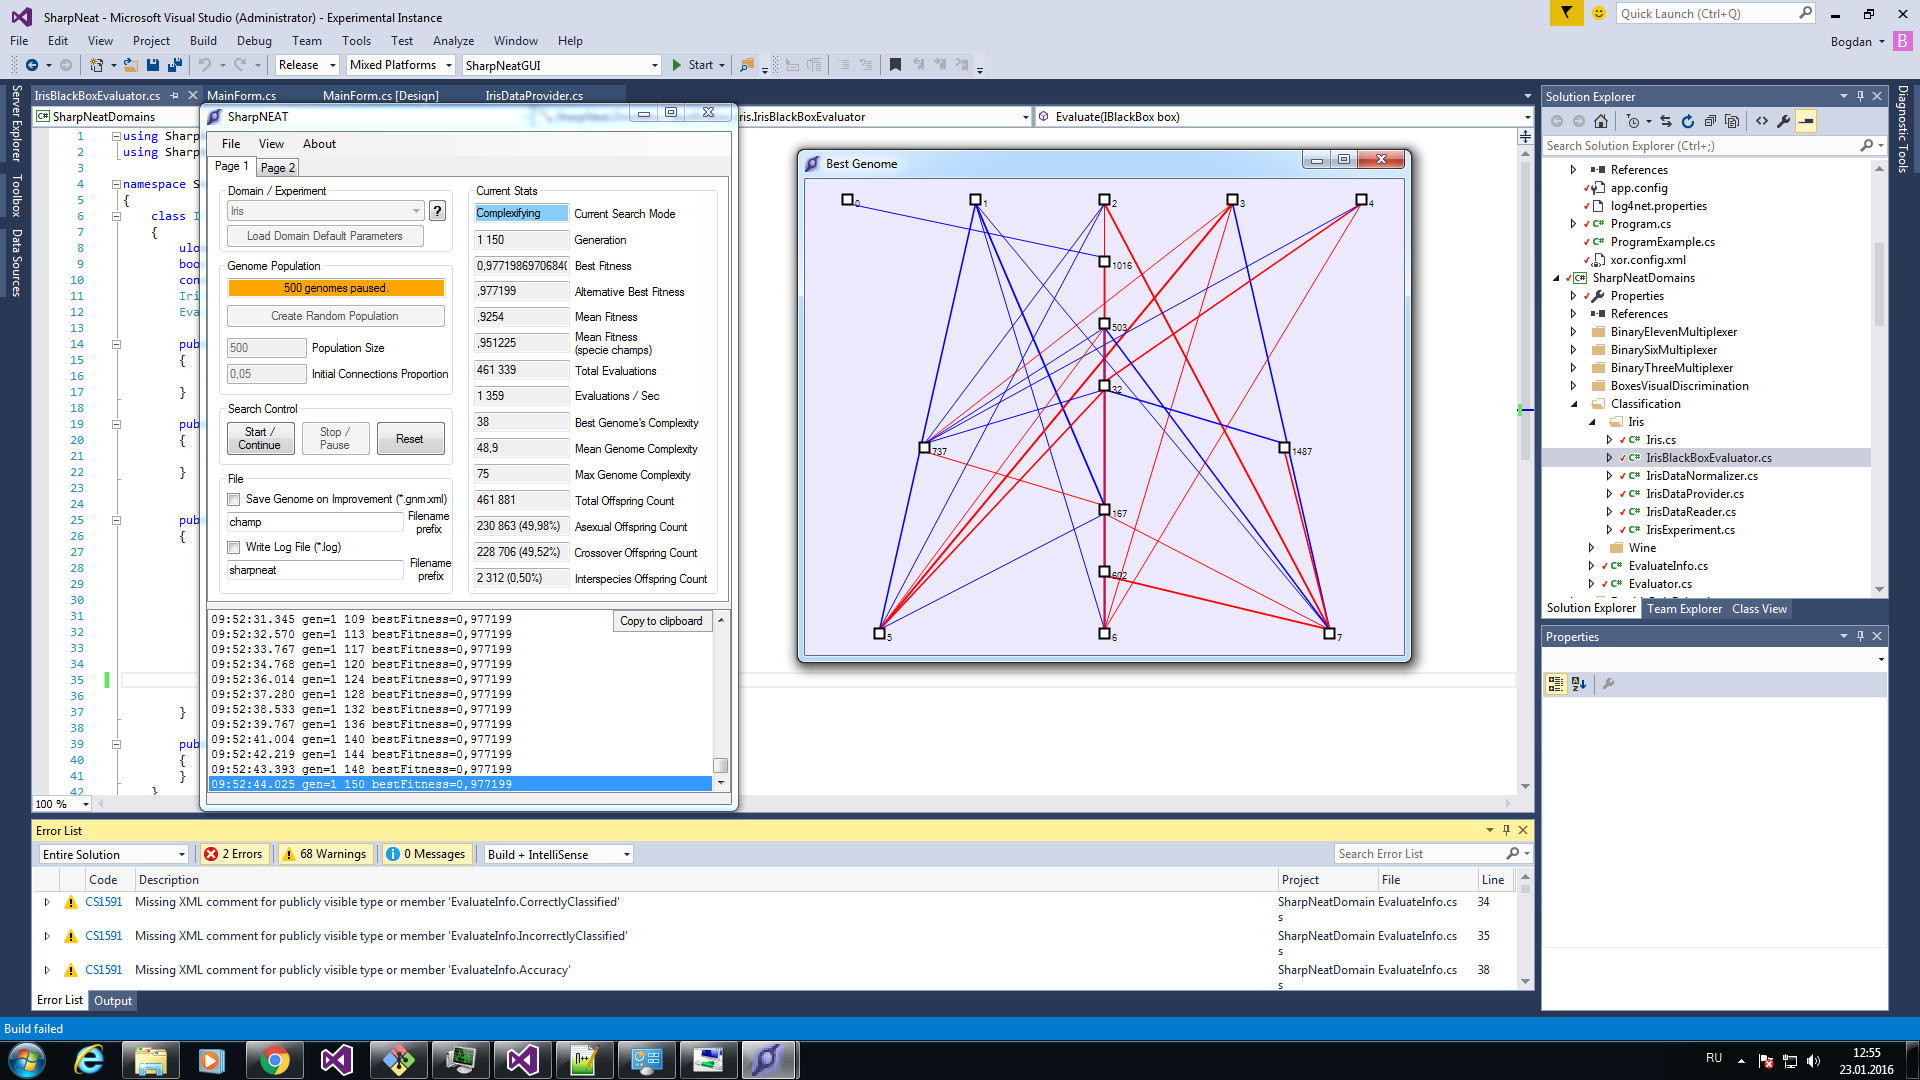 SharpNeat - Microsoft Visual Studio (Administrator) - Experimental Instance
Quick Launch (Ctrl+Q)
File Edit View Project Build Debug Team Tools Test Analyze Window Help
Bogdan
B
Release
Mixed Platforms
SharpNeatGUI
Start
Server Explorer
Toolbox
Data Sources
IrisBlackBoxEvaluator.cs
MainForm.cs
MainForm.cs [Design]
IrisDataProvider.cs
SharpNeatDomains
ris.IrisBlackBoxEvaluator
Evaluate(IBlackBox box)
1 using Sharp
2 using Sharp
3
4 namespace S
5 {
6 class I
7 {
8 ulo
9 boo
10 con
11 Iri
12 Eva
13
14 pub
15 {
16
17 }
18
19 pub
20 {
21
22 }
23
24
25 pub
26 {
27
28
29
30
31
32
33
34
35
36
37 }
38
39 pub
40 {
41 }
42 }
100 %
SharpNEAT
File View About
Page 1
Page 2
Domain / Experiment
Iris
?
Load Domain Default Parameters
Genome Population
500 genomes paused.
Create Random Population
500 Population Size
0,05 Initial Connections Proportion
Search Control
Start / Continue
Stop / Pause
Reset
File
Save Genome on Improvement (*.gnm.xml)
champ
Filename prefix
Write Log File (*.log)
sharpneat
Filename prefix
Current Stats
Complexifying Current Search Mode
1 150 Generation
0,9771986970684( Best Fitness
,977199 Alternative Best Fitness
,9254 Mean Fitness
,951225 Mean Fitness (specie champs)
461 339 Total Evaluations
1 359 Evaluations / Sec
38 Best Genome's Complexity
48,9 Mean Genome Complexity
75 Max Genome Complexity
461 881 Total Offspring Count
230 863 (49,98%) Asexual Offspring Count
228 706 (49,52%) Crossover Offspring Count
2 312 (0,50%) Interspecies Offspring Count
Copy to clipboard
09:52:31.345 gen=1 109 bestFitness=0,977199
09:52:32.570 gen=1 113 bestFitness=0,977199
09:52:33.767 gen=1 117 bestFitness=0,977199
09:52:34.768 gen=1 120 bestFitness=0,977199
09:52:36.014 gen=1 124 bestFitness=0,977199
09:52:37.280 gen=1 128 bestFitness=0,977199
09:52:38.533 gen=1 132 bestFitness=0,977199
09:52:39.767 gen=1 136 bestFitness=0,977199
09:52:41.004 gen=1 140 bestFitness=0,977199
09:52:42.219 gen=1 144 bestFitness=0,977199
09:52:43.393 gen=1 148 bestFitness=0,977199
09:52:44.025 gen=1 150 bestFitness=0,977199
Best Genome
0 1 2 3 4
1016
503
32
737
1487
167
602
5 6 7
Solution Explorer
Search Solution Explorer (Ctrl+;)
References
app.config
log4net.properties
Program.cs
ProgramExample.cs
xor.config.xml
SharpNeatDomains
Properties
References
BinaryElevenMultiplexer
BinarySixMultiplexer
BinaryThreeMultiplexer
BoxesVisualDiscrimination
Classification
Iris
Iris.cs
IrisBlackBoxEvaluator.cs
IrisDataNormalizer.cs
IrisDataProvider.cs
IrisDataReader.cs
IrisExperiment.cs
Wine
EvaluateInfo.cs
Evaluator.cs
Solution Explorer
Team Explorer
Class View
Diagnostic Tools
Properties
Error List
Entire Solution
2 Errors
68 Warnings
0 Messages
Build + IntelliSense
Search Error List
Code Description Project File Line
CS1591 Missing XML comment for publicly visible type or member 'EvaluateInfo.CorrectlyClassified' SharpNeatDomain EvaluateInfo.cs 34
s
CS1591 Missing XML comment for publicly visible type or member 'EvaluateInfo.IncorrectlyClassified' SharpNeatDomain EvaluateInfo.cs 35
s
CS1591 Missing XML comment for publicly visible type or member 'EvaluateInfo.Accuracy' SharpNeatDomain EvaluateInfo.cs 38
s
Error List
Output
Build failed
RU
12:55
23.01.2016